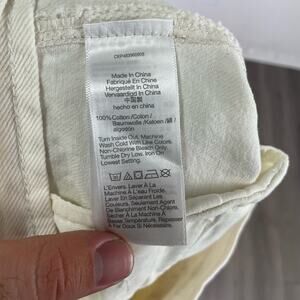 Made In China
Fabriqué En Chine
Hergestellt In China
Vervaardigd In China
中国製
hecho en china
100% Cotton / Coton /
Baumwolle / Katoen / 綿 /
algodón
Turn Inside Out, Machine
Wash Cold With Like Colors.
Non-Chlorine Bleach Only.
Tumble Dry Low. Iron On
Lowest Setting.
L'Envers. Laver À La
Machine À L'Eau Froide
Laver En Séparant Les
Couleurs. Seulement Agent
De Blanchiment Non-Chloré.
Sécher À La Machine À
Basse Température. Repasser
À Fer Doux Si Nécessaire.